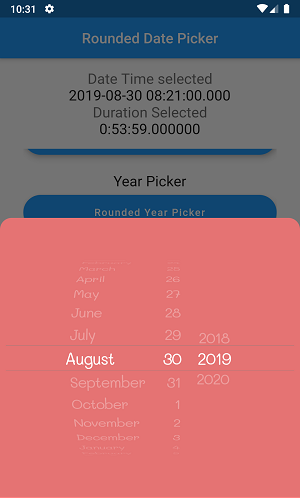 10:31
Rounded Date Picker
Date Time selected
2019-08-30 08:21:00.000
Duration Selected
0:53:59.000000
Year Picker
Rounded Year Picker
March 25
April 26
May 27
June 28
July 29 2018
August 30 2019
September 31 2020
October 1
November 2
December 3
January 4